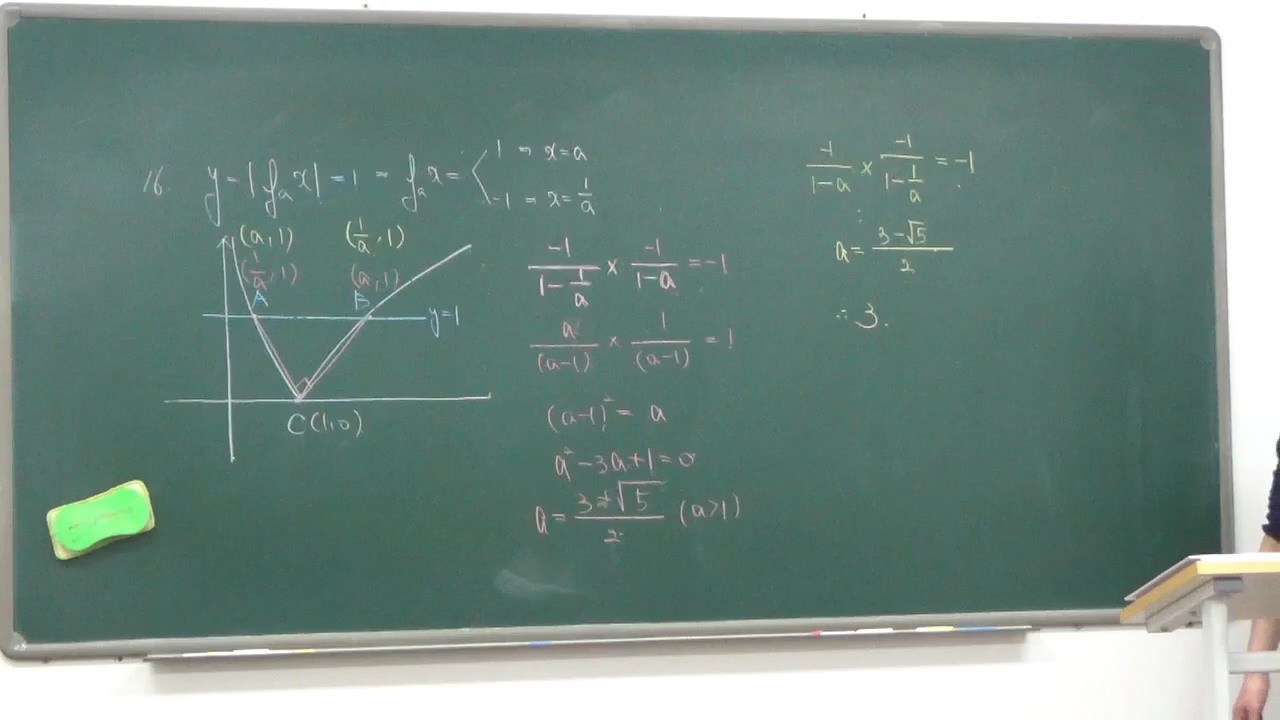 16. y = | f_a x | = 1 ⇒ f_a x =
1 ⇒ x = a
-1 ⇒ x = 1/a
(a, 1) (1/a, 1)
(1/a, 1) (a, 1)
A B
y=1
C(1,0)
-1/(1-1/a) × -1/(1-a) = -1
a/(a-1) × 1/(a-1) = 1
(a-1)² = a
a²-3a+1=0
a = (3+√5)/2 (a>1)
-1/(1-a) × -1/(1-1/a) = -1
a = (3-√5)/2
∴ 3.